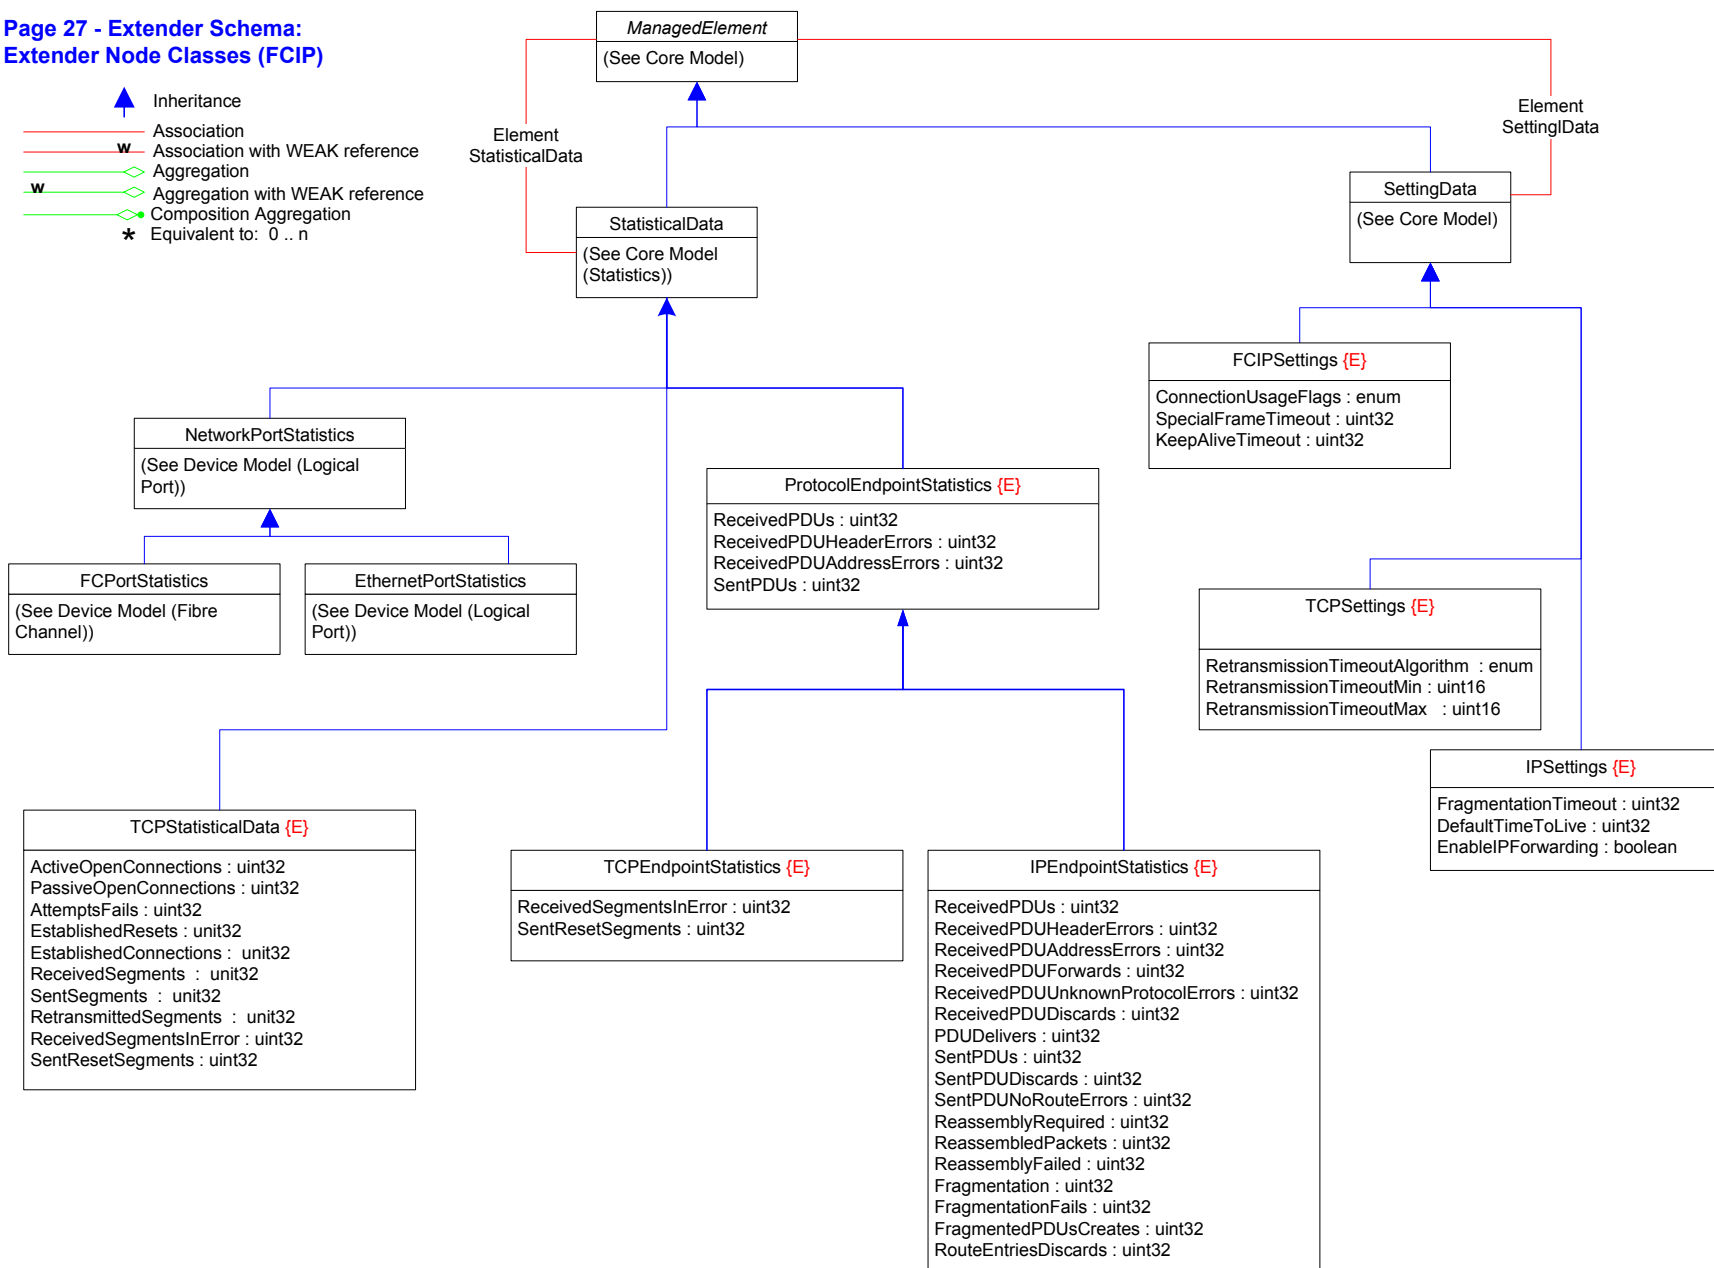 Page 27 - Extender Schema:
Extender Node Classes (FCIP)
Inheritance
Association
w Association with WEAK reference
Aggregation
w Aggregation with WEAK reference
Composition Aggregation
* Equivalent to: 0 .. n
ManagedElement
(See Core Model)
Element
StatisticalData
Element
SettinglData
StatisticalData
(See Core Model
(Statistics))
SettingData
(See Core Model)
FCIPSettings {E}
ConnectionUsageFlags : enum
SpecialFrameTimeout : uint32
KeepAliveTimeout : uint32
NetworkPortStatistics
(See Device Model (Logical
Port))
ProtocolEndpointStatistics {E}
ReceivedPDUs : uint32
ReceivedPDUHeaderErrors : uint32
ReceivedPDUAddressErrors : uint32
SentPDUs : uint32
FCPortStatistics
(See Device Model (Fibre
Channel))
EthernetPortStatistics
(See Device Model (Logical
Port))
TCPSettings {E}
RetransmissionTimeoutAlgorithm : enum
RetransmissionTimeoutMin : uint16
RetransmissionTimeoutMax : uint16
IPSettings {E}
FragmentationTimeout : uint32
DefaultTimeToLive : uint32
EnableIPForwarding : boolean
TCPStatisticalData {E}
ActiveOpenConnections : uint32
PassiveOpenConnections : uint32
AttemptsFails : uint32
EstablishedResets : unit32
EstablishedConnections : unit32
ReceivedSegments : unit32
SentSegments : unit32
RetransmittedSegments : unit32
ReceivedSegmentsInError : uint32
SentResetSegments : uint32
TCPEndpointStatistics {E}
ReceivedSegmentsInError : uint32
SentResetSegments : uint32
IPEndpointStatistics {E}
ReceivedPDUs : uint32
ReceivedPDUHeaderErrors : uint32
ReceivedPDUAddressErrors : uint32
ReceivedPDUForwards : uint32
ReceivedPDUUnknownProtocolErrors : uint32
ReceivedPDUDiscards : uint32
PDUDelivers : uint32
SentPDUs : uint32
SentPDUDiscards : uint32
SentPDUNoRouteErrors : uint32
ReassemblyRequired : uint32
ReassembledPackets : uint32
ReassemblyFailed : uint32
Fragmentation : uint32
FragmentationFails : uint32
FragmentedPDUsCreates : uint32
RouteEntriesDiscards : uint32